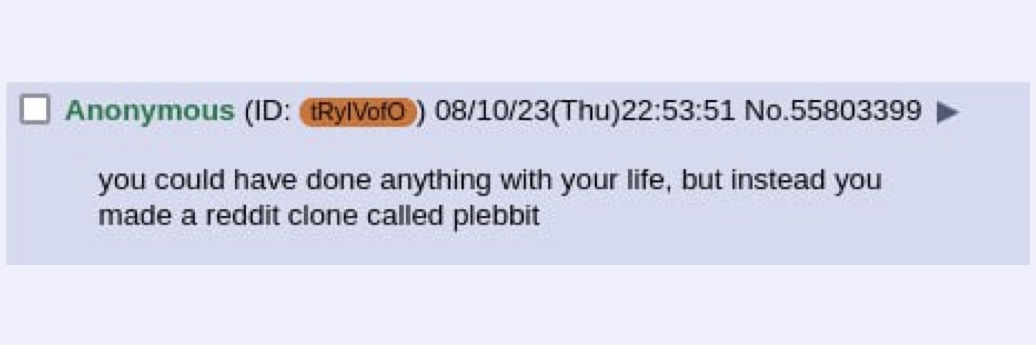 Anonymous (ID: tRylVofO) 08/10/23(Thu)22:53:51 No.55803399 ▶
you could have done anything with your life, but instead you
made a reddit clone called plebbit